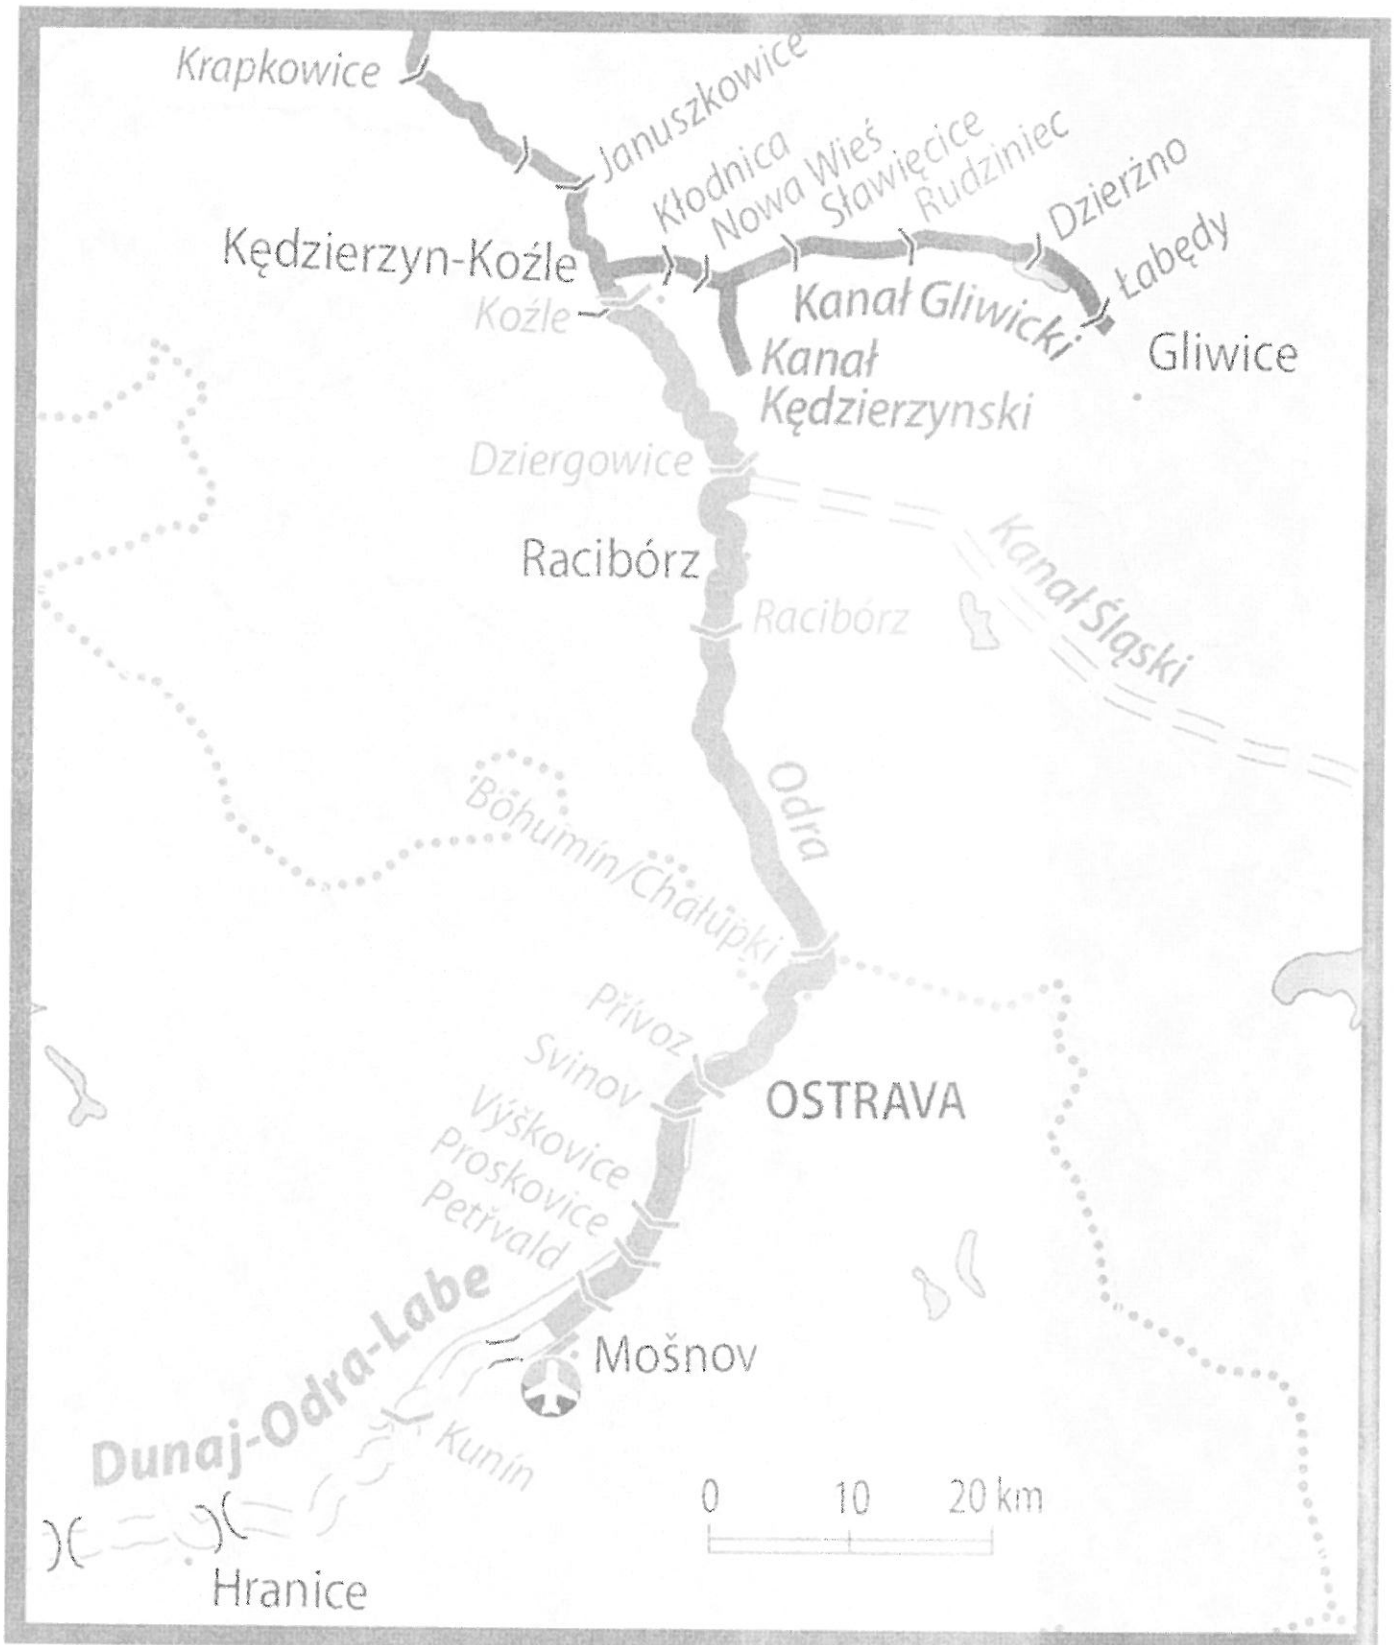 Krapkowice
Januszkowice
Kłodnica
Nowa Wieś
Sławięcice
Rudziniec
Dzierżno
Łabędy
Kędzierzyn-Koźle
Koźle
Kanał Gliwicki
Gliwice
Kanał
Kędzierzynski
Dziergowice
Racibórz
Racibórz
Kanał Śląski
Odra
Bohumín/Chałupki
Přívoz
Svinov
OSTRAVA
Výškovice
Proskovice
Petřvald
Dunaj-Odra-Labe
Mošnov
Kunín
0 10 20 km
Hranice